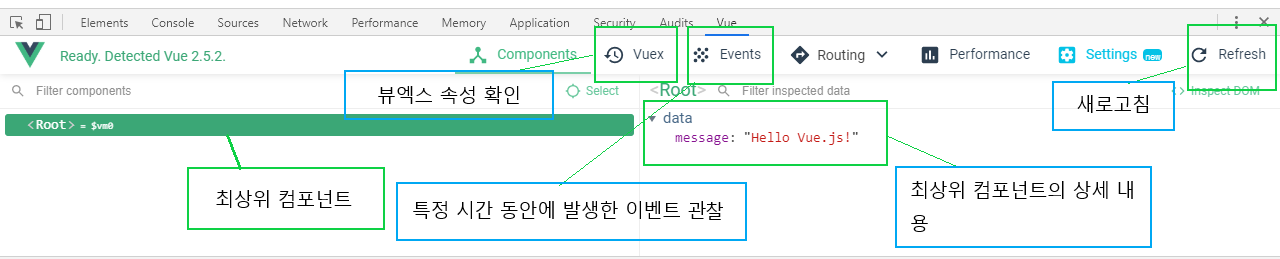 Elements Console Sources Network Performance Memory Application Security Audits Vue
Ready. Detected Vue 2.5.2. Components Vuex Events Routing Performance Settings new Refresh
Filter components Select <Root> Filter inspected data Inspect DOM
뷰엑스 속성 확인
새로고침
<Root> = $vm0
data
message: "Hello Vue.js!"
최상위 컴포넌트
특정 시간 동안에 발생한 이벤트 관찰
최상위 컴포넌트의 상세 내
용